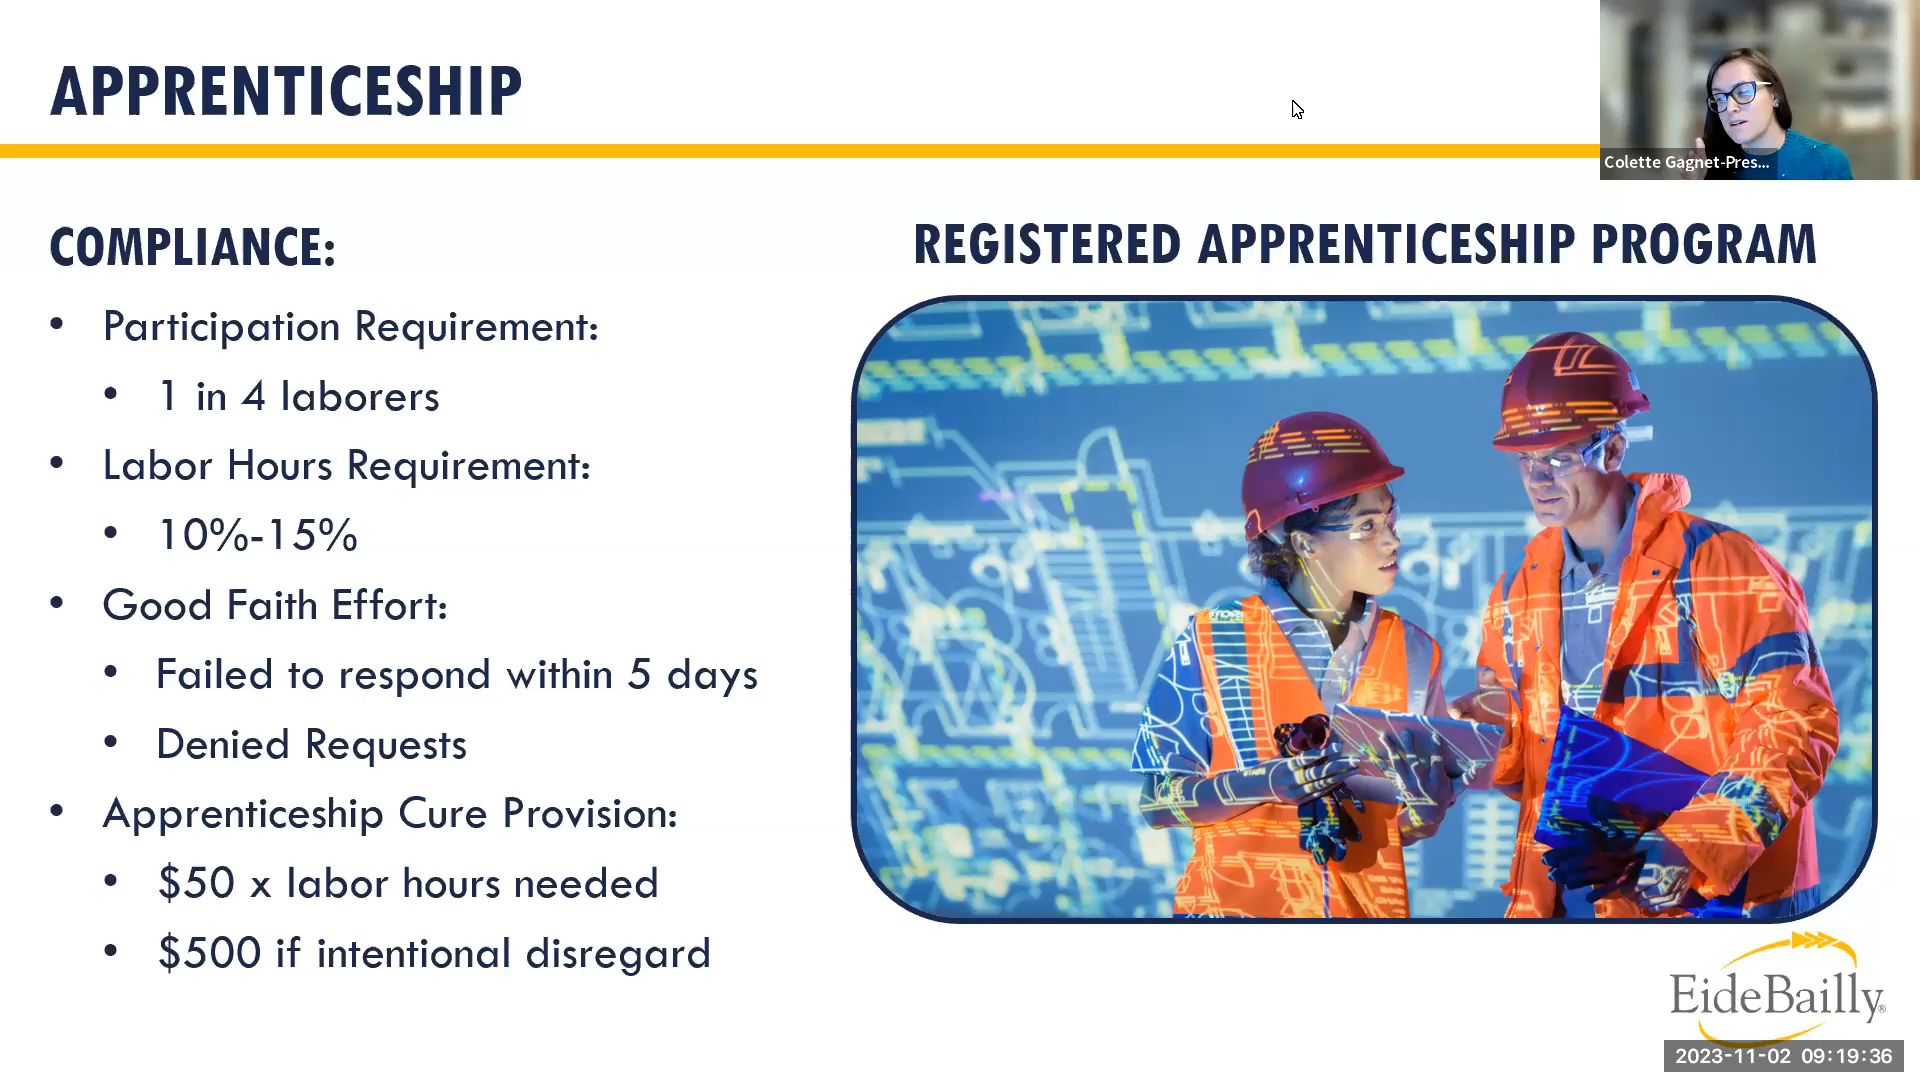 APPRENTICESHIP
Colette Gagnet-Pres...
COMPLIANCE:
• Participation Requirement:
• 1 in 4 laborers
• Labor Hours Requirement:
• 10%-15%
• Good Faith Effort:
• Failed to respond within 5 days
• Denied Requests
• Apprenticeship Cure Provision:
• $50 x labor hours needed
• $500 if intentional disregard
REGISTERED APPRENTICESHIP PROGRAM
EideBailly®
2023-11-02 09:19:36